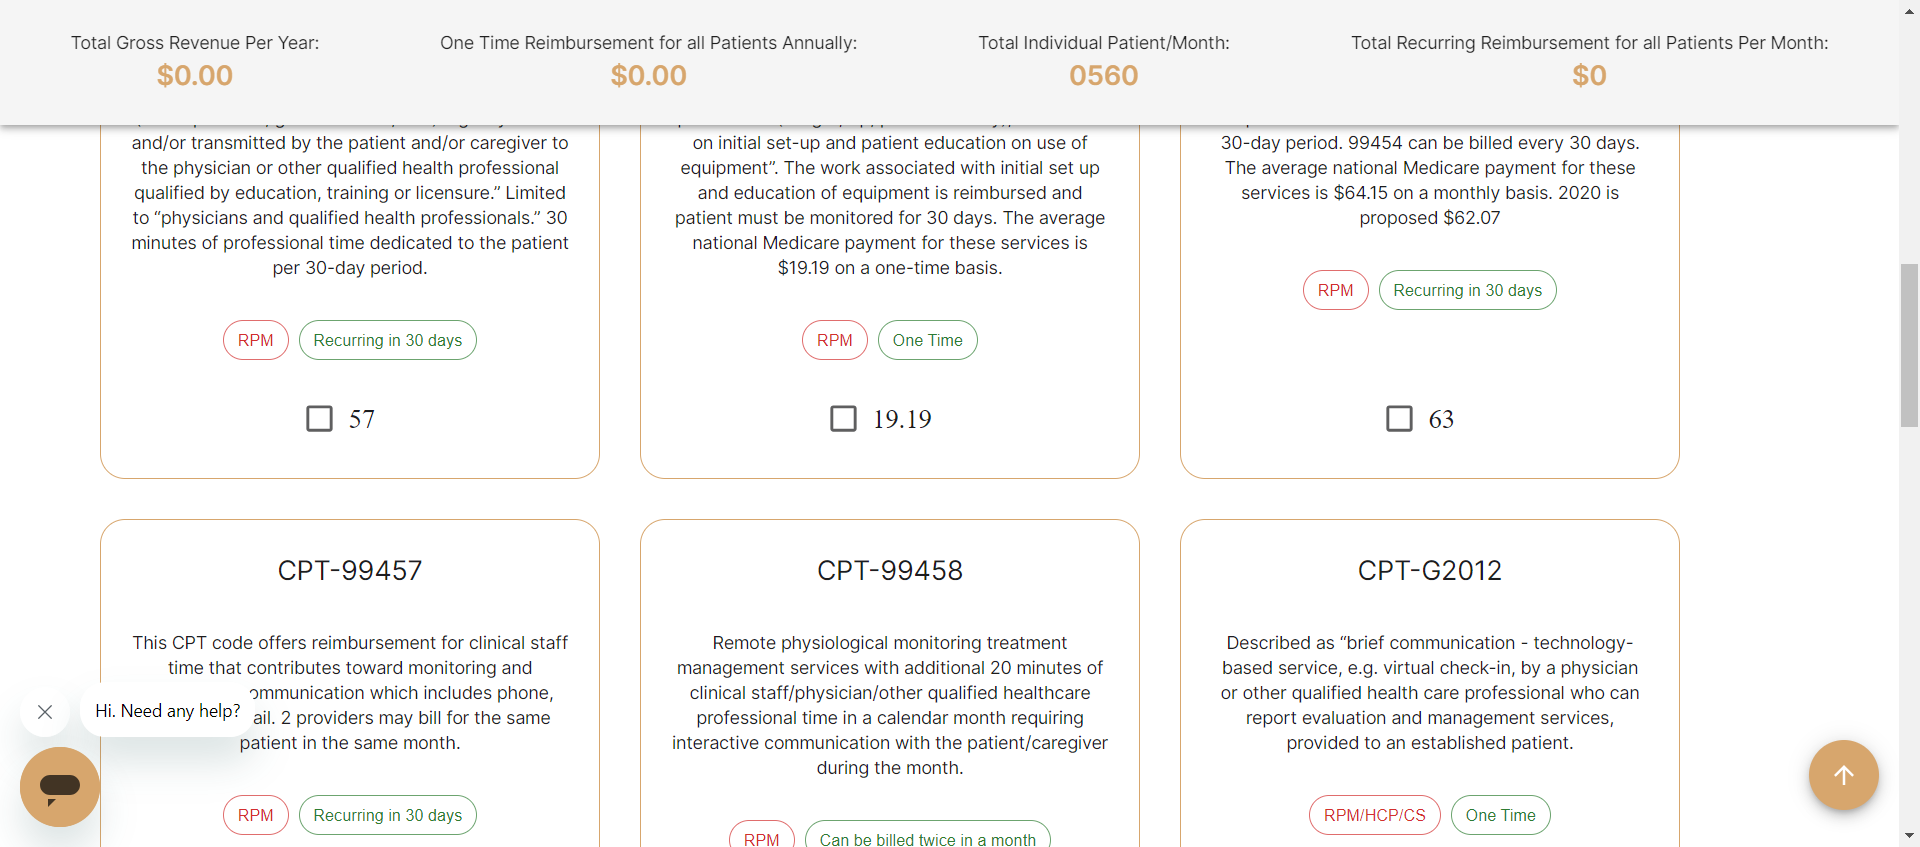 Total Gross Revenue Per Year:
$0.00
One Time Reimbursement for all Patients Annually:
$0.00
Total Individual Patient/Month:
0560
Total Recurring Reimbursement for all Patients Per Month:
$0
and/or transmitted by the patient and/or caregiver to
the physician or other qualified health professional
qualified by education, training or licensure.” Limited
to “physicians and qualified health professionals.” 30
minutes of professional time dedicated to the patient
per 30-day period.
RPM
Recurring in 30 days
57
on initial set-up and patient education on use of
equipment”. The work associated with initial set up
and education of equipment is reimbursed and
patient must be monitored for 30 days. The average
national Medicare payment for these services is
$19.19 on a one-time basis.
RPM
One Time
19.19
30-day period. 99454 can be billed every 30 days.
The average national Medicare payment for these
services is $64.15 on a monthly basis. 2020 is
proposed $62.07
RPM
Recurring in 30 days
63
CPT-99457
This CPT code offers reimbursement for clinical staff
time that contributes toward monitoring and
ommunication which includes phone,
ail. 2 providers may bill for the same
patient in the same month.
RPM
Recurring in 30 days
CPT-99458
Remote physiological monitoring treatment
management services with additional 20 minutes of
clinical staff/physician/other qualified healthcare
professional time in a calendar month requiring
interactive communication with the patient/caregiver
during the month.
RPM
Can be billed twice in a month
CPT-G2012
Described as “brief communication - technology-
based service, e.g. virtual check-in, by a physician
or other qualified health care professional who can
report evaluation and management services,
provided to an established patient.
RPM/HCP/CS
One Time
Hi. Need any help?